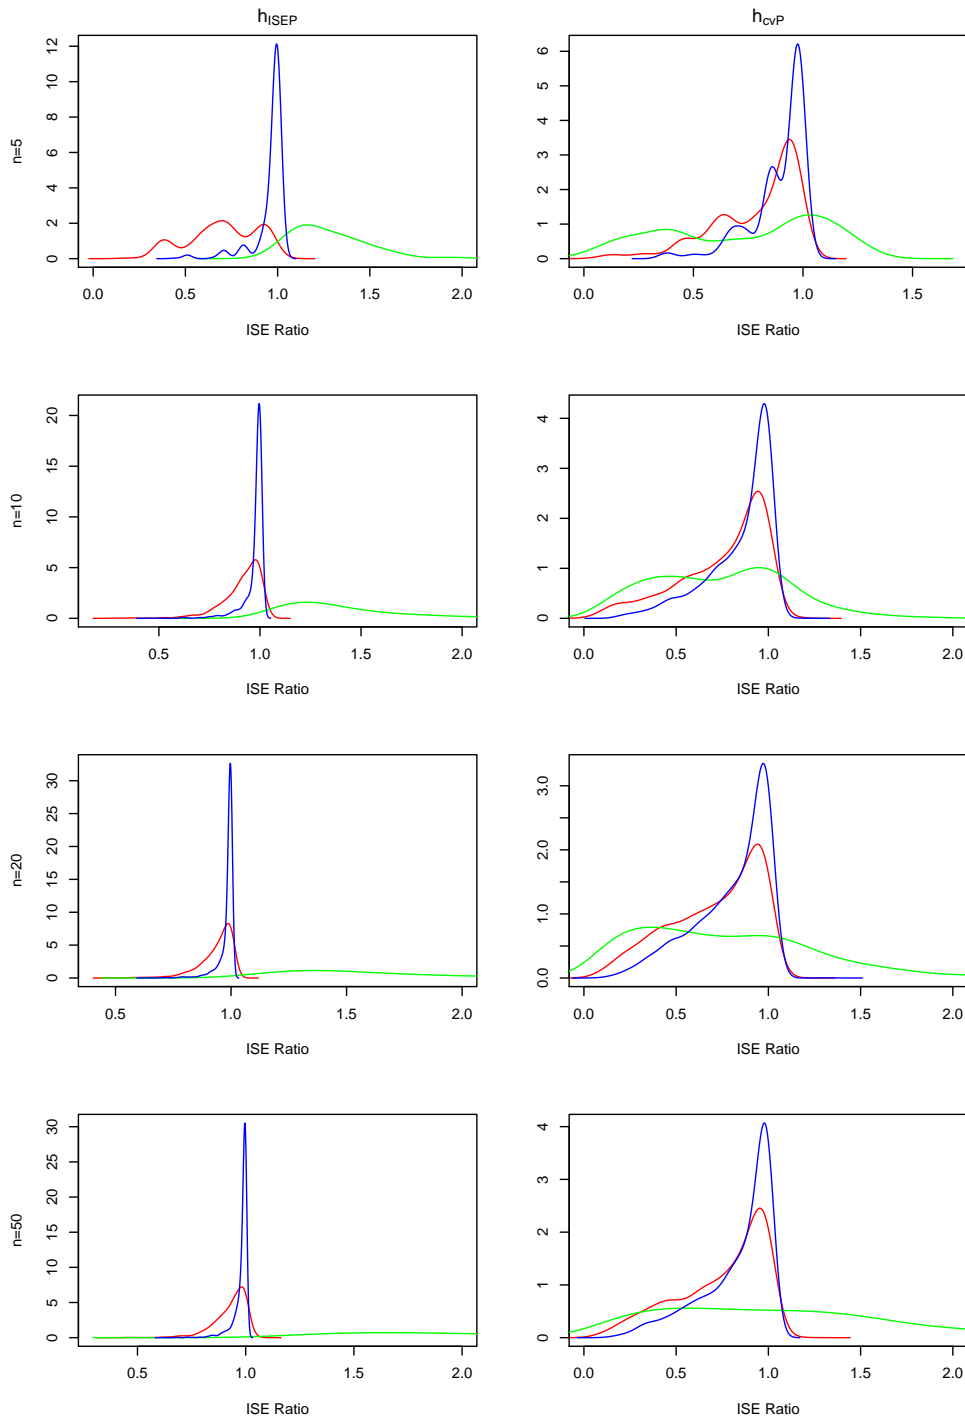 h_ISEP
h_cvP
n=5
0 2 4 6 8 10 12
0.0 0.5 1.0 1.5 2.0
ISE Ratio
0 1 2 3 4 5 6
0.0 0.5 1.0 1.5
ISE Ratio
n=10
0 5 10 15 20
0.5 1.0 1.5 2.0
ISE Ratio
0 1 2 3 4
0.0 0.5 1.0 1.5 2.0
ISE Ratio
n=20
0 5 10 15 20 25 30
0.5 1.0 1.5 2.0
ISE Ratio
0.0 1.0 2.0 3.0
0.0 0.5 1.0 1.5 2.0
ISE Ratio
n=50
0 5 10 15 20 25 30
0.5 1.0 1.5 2.0
ISE Ratio
0 1 2 3 4
0.0 0.5 1.0 1.5 2.0
ISE Ratio